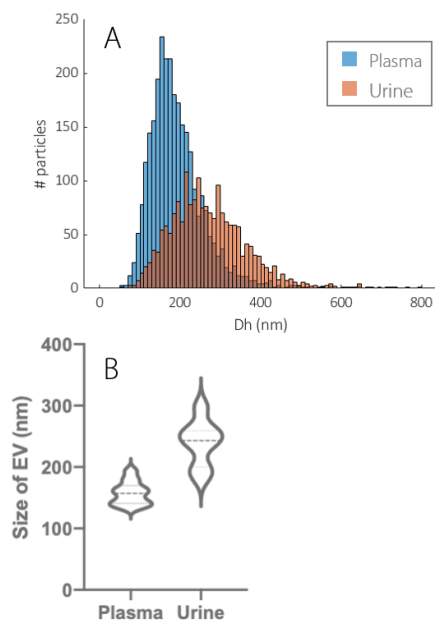 A
250
200
150
100
50
0
# particles
0 200 400 600 800
Dh (nm)
Plasma
Urine
B
400
300
200
100
0
Size of EV (nm)
Plasma Urine